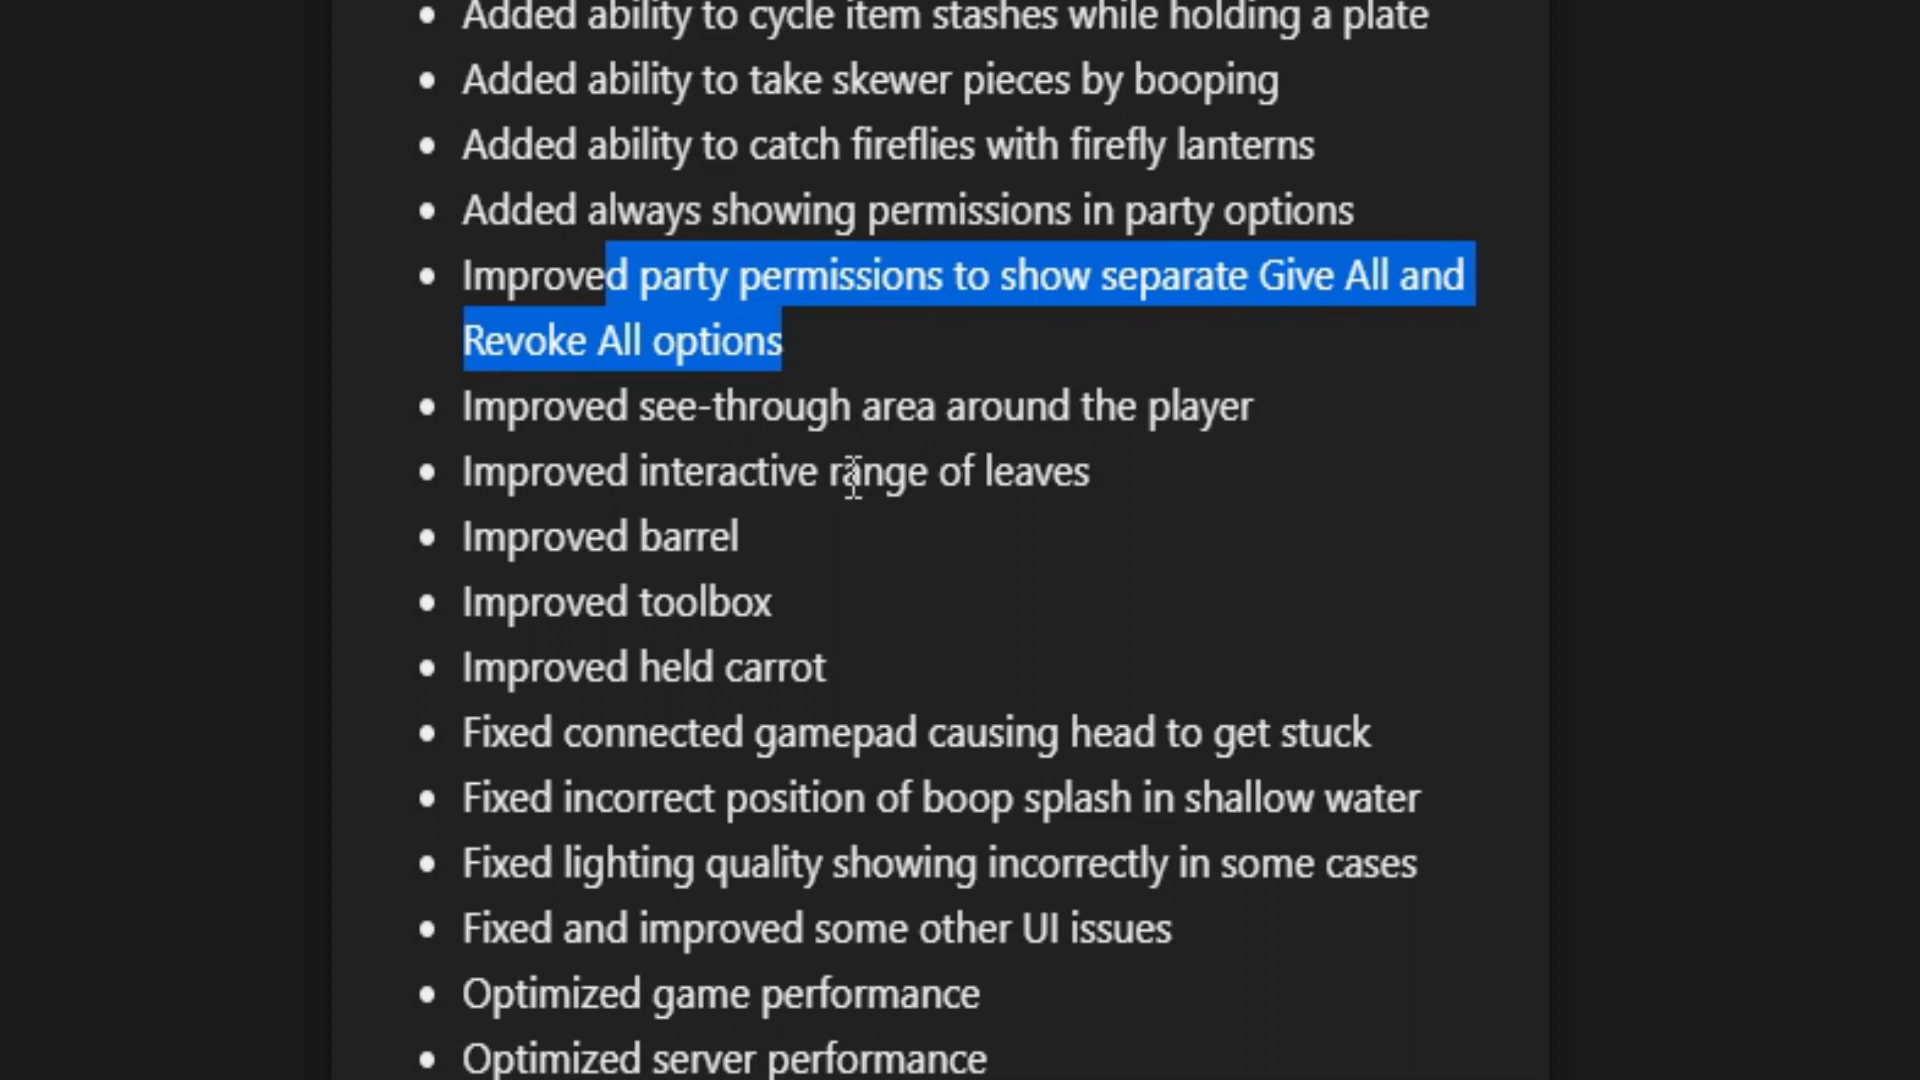 • Added ability to cycle item stashes while holding a plate
• Added ability to take skewer pieces by booping
• Added ability to catch fireflies with firefly lanterns
• Added always showing permissions in party options
• Improved party permissions to show separate Give All and
Revoke All options
• Improved see-through area around the player
• Improved interactive range of leaves
• Improved barrel
• Improved toolbox
• Improved held carrot
• Fixed connected gamepad causing head to get stuck
• Fixed incorrect position of boop splash in shallow water
• Fixed lighting quality showing incorrectly in some cases
• Fixed and improved some other UI issues
• Optimized game performance
• Optimized server performance